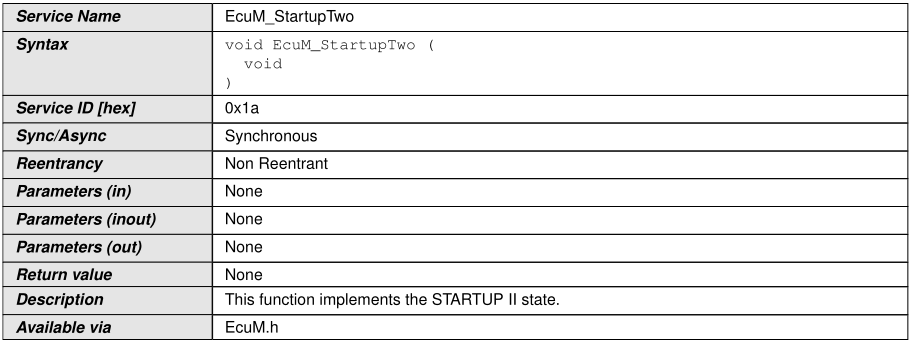 Service Name EcuM_StartupTwo
Syntax void EcuM_StartupTwo (
void
)
Service ID [hex] 0x1a
Sync/Async Synchronous
Reentrancy Non Reentrant
Parameters (in) None
Parameters (inout) None
Parameters (out) None
Return value None
Description This function implements the STARTUP II state.
Available via EcuM.h